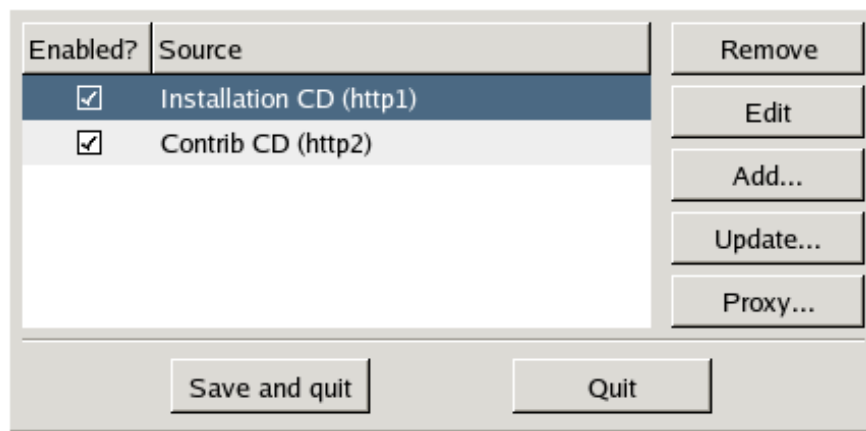 Enabled? Source
Installation CD (http1)
Contrib CD (http2)
Remove
Edit
Add...
Update...
Proxy...
Save and quit
Quit